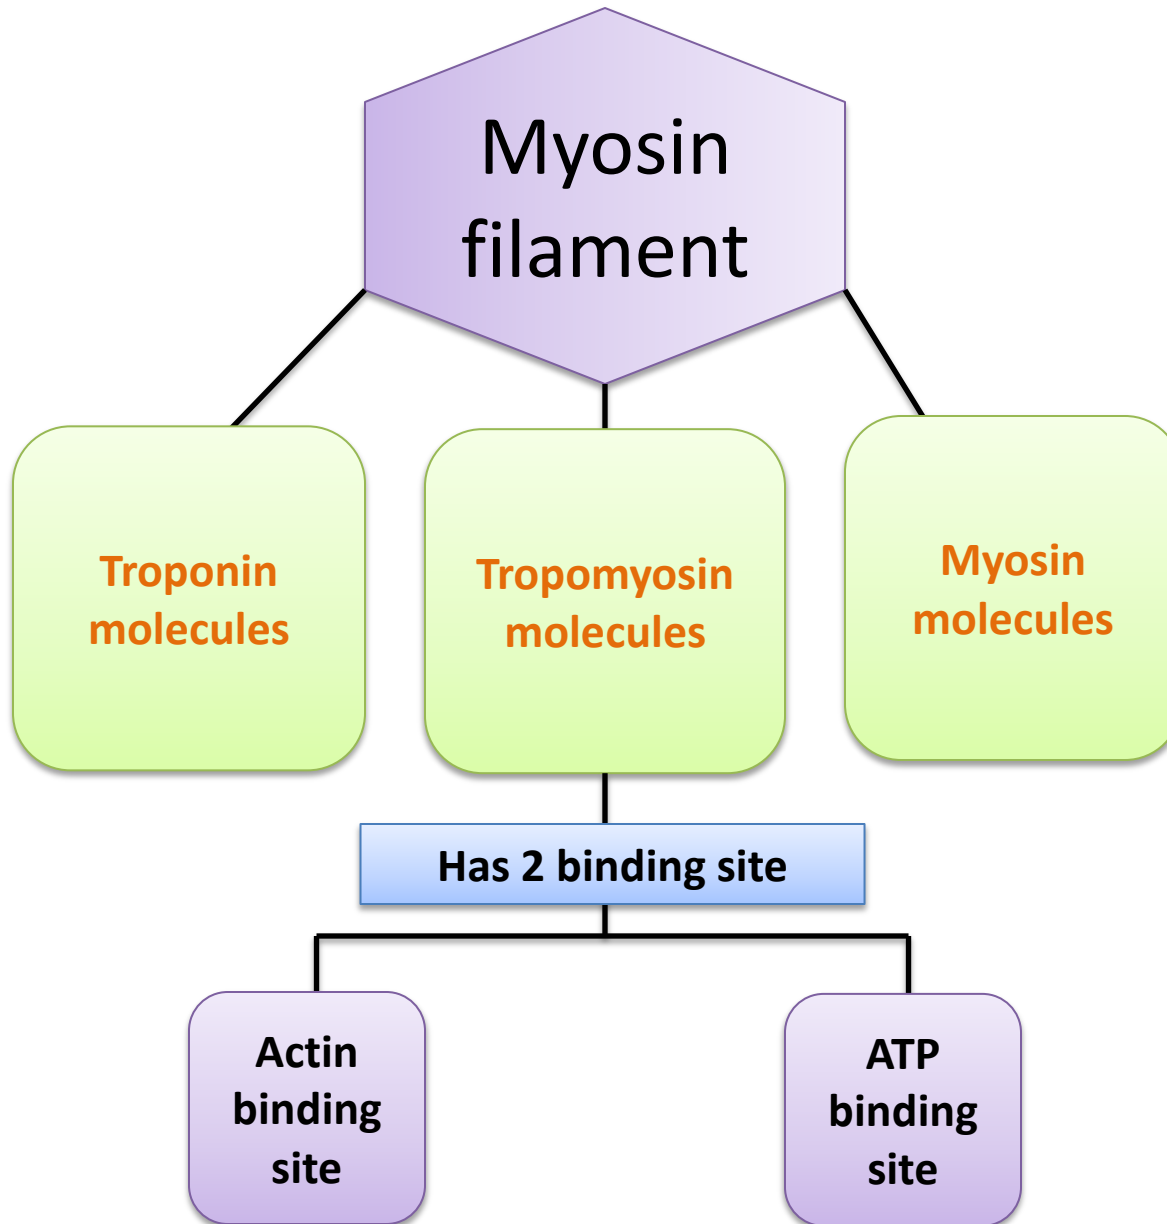 Myosin
filament
Troponin
molecules
Tropomyosin
molecules
Myosin
molecules
Has 2 binding site
Actin
binding
site
ATP
binding
site